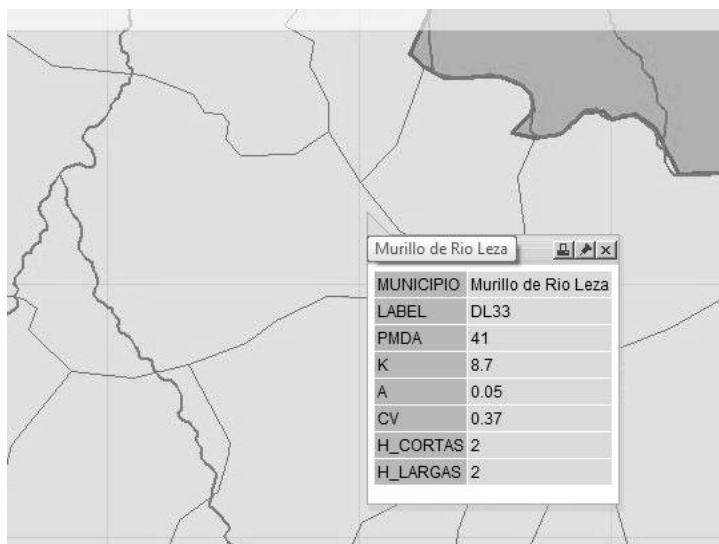 Murillo de Rio Leza
MUNICIPIO Murillo de Rio Leza
LABEL DL33
PMDA 41
K 8.7
A 0.05
CV 0.37
H_CORTAS 2
H_LARGAS 2